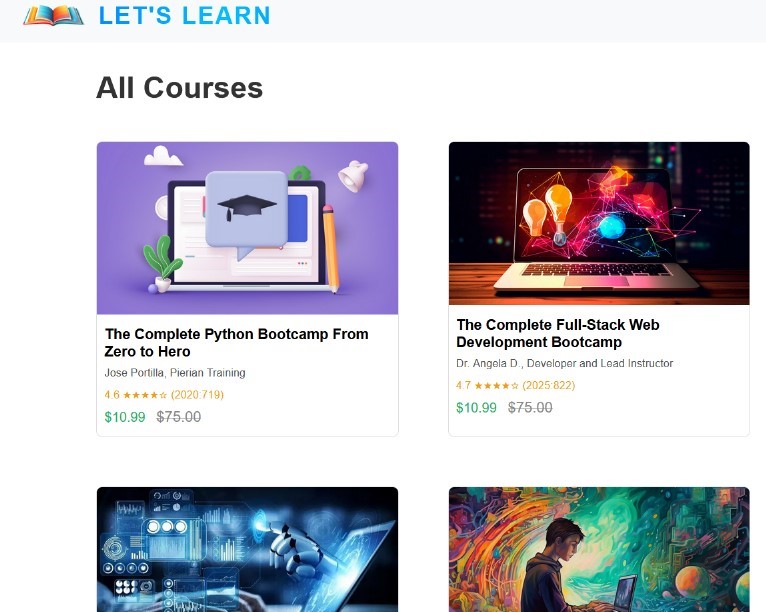 LET'S LEARN
All Courses
The Complete Python Bootcamp From
Zero to Hero
Jose Portilla, Pierian Training
4.6 ★★★★☆ (2020:719)
$10.99 $75.00
The Complete Full-Stack Web
Development Bootcamp
Dr. Angela D., Developer and Lead Instructor
4.7 ★★★★☆ (2025:822)
$10.99 $75.00